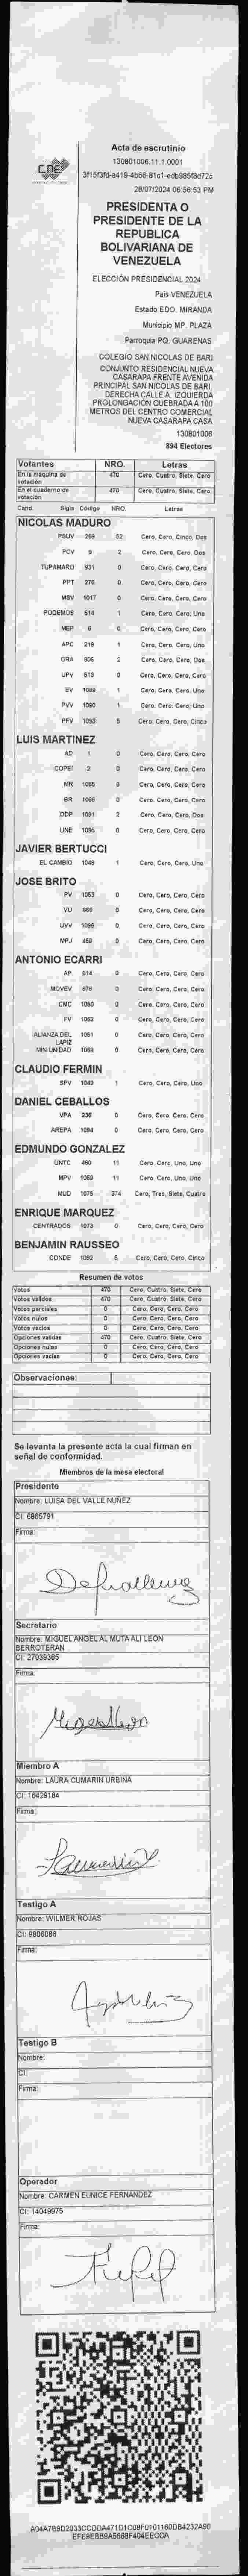 CNE
Acta de escrutinio
130801006.11.1.0001
28/07/2024 06:56:53 PM
PRESIDENTA O
PRESIDENTE DE LA
REPUBLICA
BOLIVARIANA DE
VENEZUELA
ELECCIÓN PRESIDENCIAL 2024
País VENEZUELA
Estado EDO. MIRANDA
Municipio MP. PLAZA
Parroquia PQ. GUARENAS
COLEGIO SAN NICOLAS DE BARI
CONJUNTO RESIDENCIAL NUEVA
CASARAPA FRENTE AVENIDA
PRINCIPAL SAN NICOLAS DE BARI
DERECHA CALLE A. IZQUIERDA
PROLONGACIÓN QUEBRADA A 100
METROS DEL CENTRO COMERCIAL
NUEVA CASARAPA CASA
130801006
894 Electores
Votantes NRO. Letras
En la máquina de votación 470 Cero, Cuatro, Siete, Cero
En el cuaderno de votación 470 Cero, Cuatro, Siete, Cero
Cand Sigla Código NRO. Letras
NICOLAS MADURO
PSUV 269 52 Cero, Cero, Cinco, Dos
PCV 9 2 Cero, Cero, Cero, Dos
TUPAMARO 931 0 Cero, Cero, Cero, Cero
PPT 276 0 Cero, Cero, Cero, Cero
MSV 1017 0 Cero, Cero, Cero, Cero
PODEMOS 514 1 Cero, Cero, Cero, Uno
MEP 6 0 Cero, Cero, Cero, Cero
APC 219 1 Cero, Cero, Cero, Uno
ORA 806 2 Cero, Cero, Cero, Dos
UPV 613 0 Cero, Cero, Cero, Cero
EV 1089 1 Cero, Cero, Cero, Uno
PVV 1090 1 Cero, Cero, Cero, Uno
PFV 1093 5 Cero, Cero, Cero, Cinco
LUIS MARTINEZ
AD 1 0 Cero, Cero, Cero, Cero
COPEI 2 0 Cero, Cero, Cero, Cero
MR 1065 0 Cero, Cero, Cero, Cero
BR 1066 0 Cero, Cero, Cero, Cero
DDP 1091 2 Cero, Cero, Cero, Dos
UNE 1095 0 Cero, Cero, Cero, Cero
JAVIER BERTUCCI
EL CAMBIO 1048 1 Cero, Cero, Cero, Uno
JOSE BRITO
PV 1053 0 Cero, Cero, Cero, Cero
VU 868 0 Cero, Cero, Cero, Cero
UVV 1096 0 Cero, Cero, Cero, Cero
MPJ 459 0 Cero, Cero, Cero, Cero
ANTONIO ECARRI
AP 814 0 Cero, Cero, Cero, Cero
MOVEV 878 0 Cero, Cero, Cero, Cero
CMC 1050 0 Cero, Cero, Cero, Cero
FV 1062 0 Cero, Cero, Cero, Cero
ALIANZA DEL LAPIZ 1051 0 Cero, Cero, Cero, Cero
MIN UNIDAD 1068 0 Cero, Cero, Cero, Cero
CLAUDIO FERMIN
SPV 1049 1 Cero, Cero, Cero, Uno
DANIEL CEBALLOS
VPA 236 0 Cero, Cero, Cero, Cero
AREPA 1094 0 Cero, Cero, Cero, Cero
EDMUNDO GONZALEZ
UNTC 460 11 Cero, Cero, Uno, Uno
MPV 1069 11 Cero, Cero, Uno, Uno
MUD 1075 374 Cero, Tres, Siete, Cuatro
ENRIQUE MARQUEZ
CENTRADOS 1073 0 Cero, Cero, Cero, Cero
BENJAMIN RAUSSEO
CONDE 1092 5 Cero, Cero, Cero, Cinco
Resumen de votos
Votos 470 Cero, Cuatro, Siete, Cero
Votos válidos 470 Cero, Cuatro, Siete, Cero
Votos parciales 0 Cero, Cero, Cero, Cero
Votos nulos 0 Cero, Cero, Cero, Cero
Votos vacíos 0 Cero, Cero, Cero, Cero
Opciones válidas 470 Cero, Cuatro, Siete, Cero
Opciones nulas 0 Cero, Cero, Cero, Cero
Opciones vacías 0 Cero, Cero, Cero, Cero
Observaciones:
Se levanta la presente acta la cual firman en
señal de conformidad.
Miembros de la mesa electoral
Presidente
Nombre: LUISA DEL VALLE NUÑEZ
CI: 6865791
Firma:
Secretario
Nombre: MIGUEL ANGEL AL MUTA ALI LEON
BERROTERAN
CI: 27039365
Firma:
Miembro A
Nombre: LAURA CUMARIN URBINA
CI: 16429184
Firma:
Testigo A
Nombre: WILMER ROJAS
CI: 9806086
Firma:
Testigo B
Nombre:
CI:
Firma:
Operador
Nombre: CARMEN EUNICE FERNANDEZ
CI: 14049975
Firma: